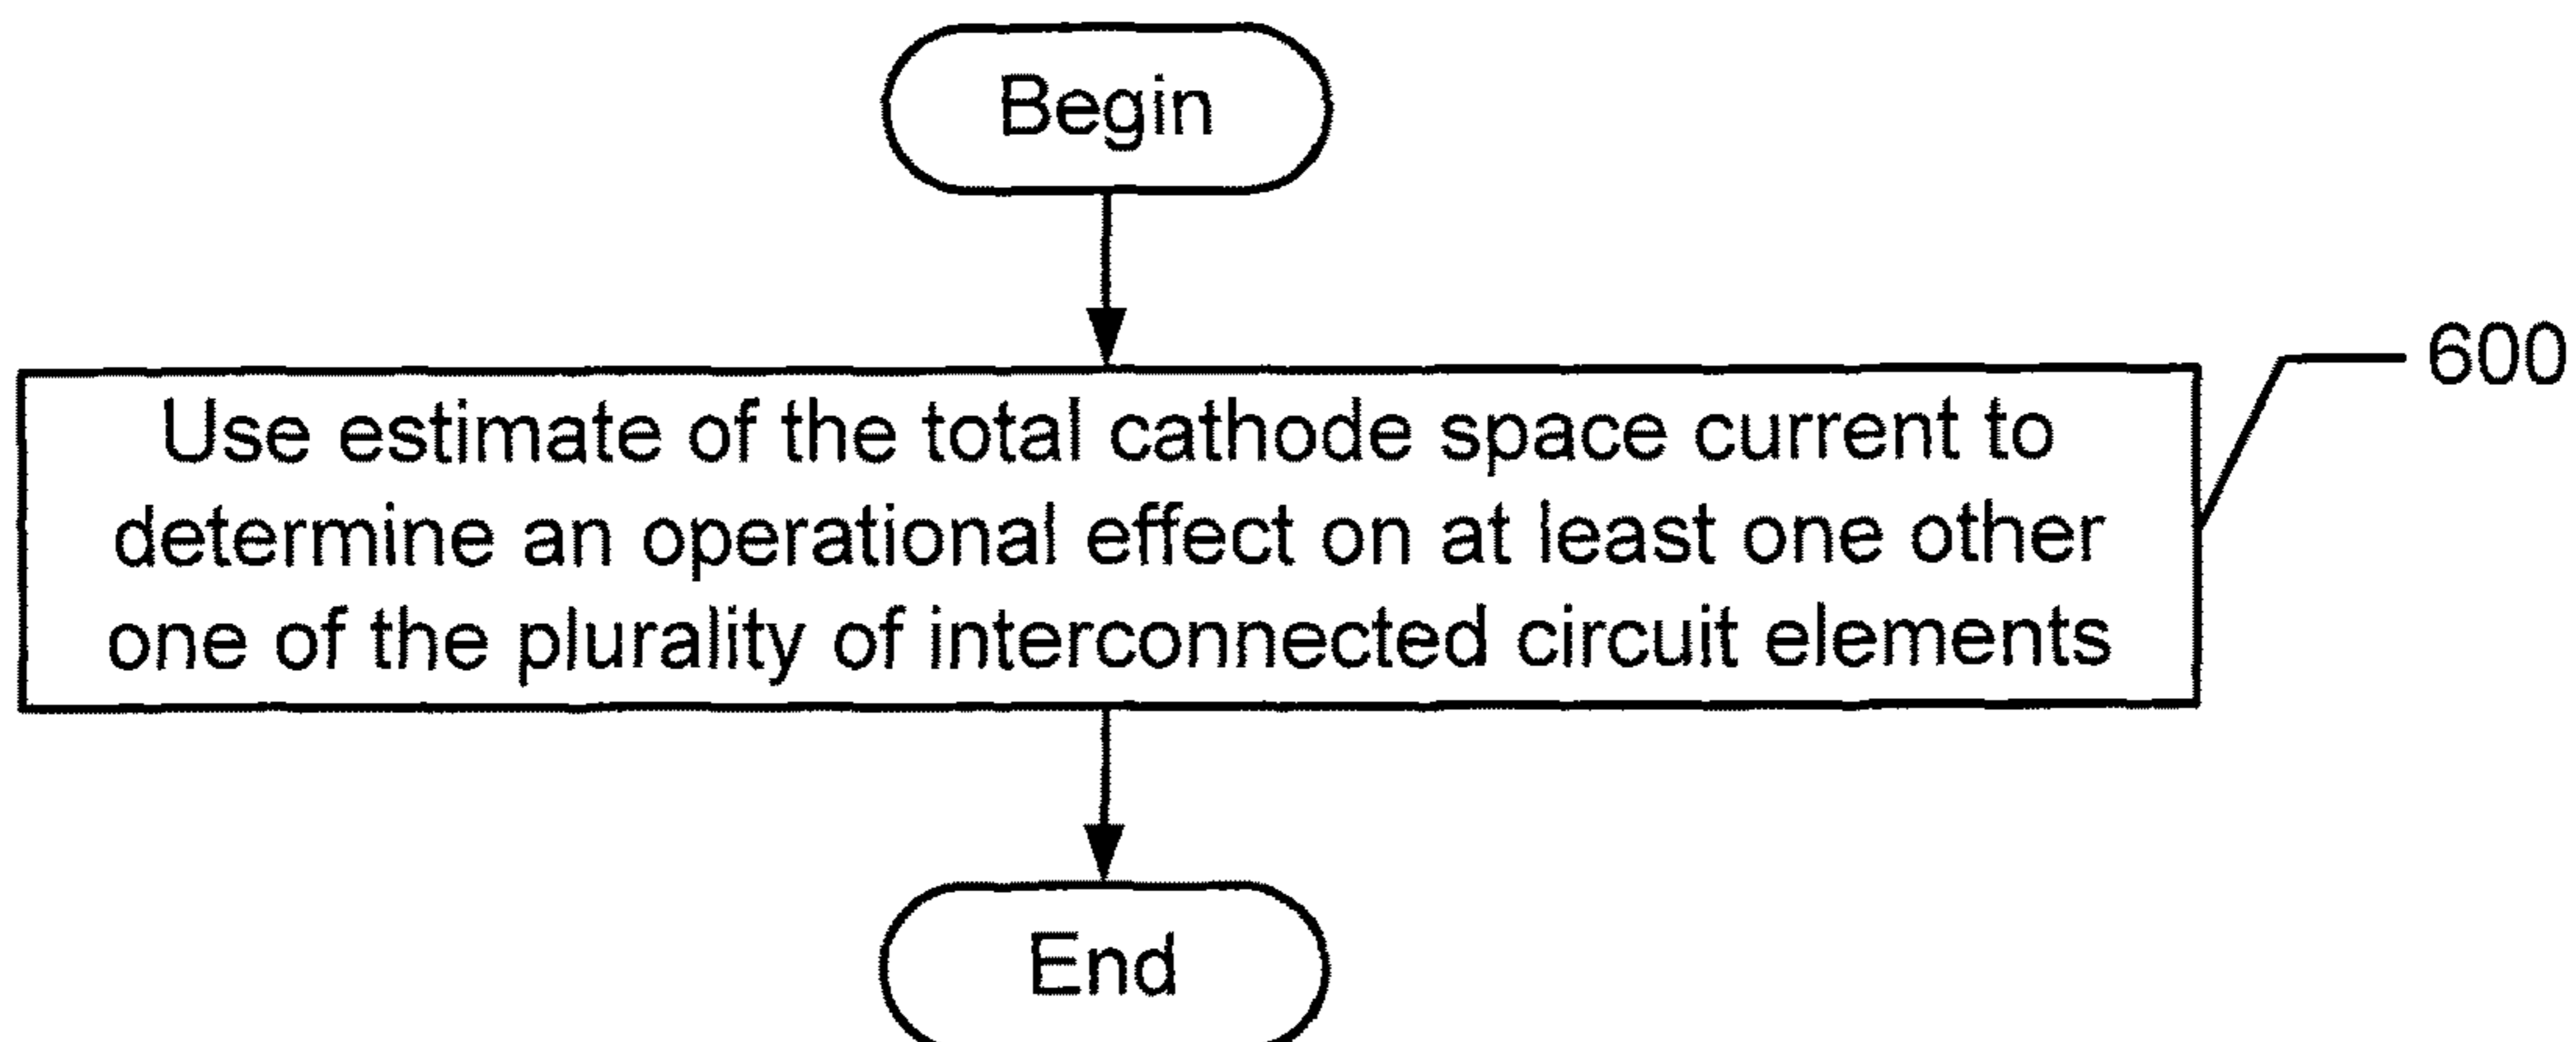 Begin
600
Use estimate of the total cathode space current to
determine an operational effect on at least one other
one of the plurality of interconnected circuit elements
End